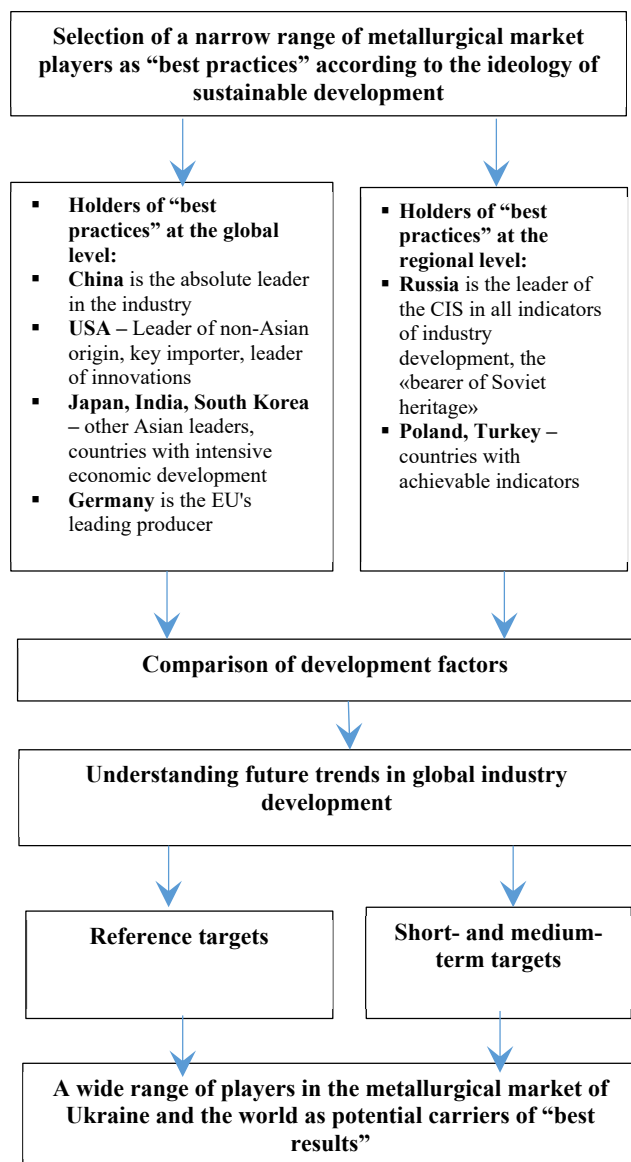 Selection of a narrow range of metallurgical market
players as “best practices” according to the ideology of
sustainable development
▪ Holders of “best
practices” at the global
level:
▪ China is the absolute leader
in the industry
▪ USA – Leader of non-Asian
origin, key importer, leader
of innovations
▪ Japan, India, South Korea
– other Asian leaders,
countries with intensive
economic development
▪ Germany is the EU's
leading producer
▪ Holders of “best
practices” at the
regional level:
▪ Russia is the leader of
the CIS in all indicators
of industry
development, the
«bearer of Soviet
heritage»
▪ Poland, Turkey –
countries with
achievable indicators
Comparison of development factors
Understanding future trends in global industry
development
Reference targets
Short- and medium-
term targets
A wide range of players in the metallurgical market of
Ukraine and the world as potential carriers of “best
results”